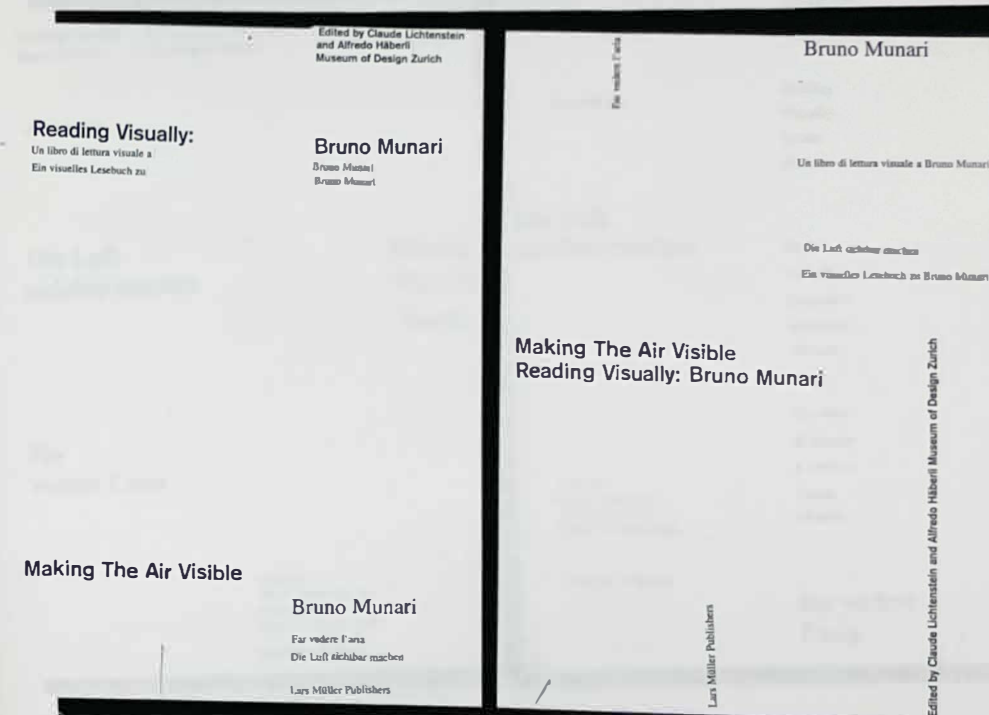 Edited by Claude Lichtenstein
and Alfredo Häberli
Museum of Design Zurich
Reading Visually:
Un libro di lettura visuale a
Ein visuelles Lesebuch zu
Bruno Munari
Bruno Munari
Bruno Munari
Making The Air Visible
Bruno Munari
Far vedere l'aria
Die Luft sichtbar machen
Lars Müller Publishers
Far vedere l'aria
Bruno Munari
Un libro di lettura visuale a Bruno Munari
Die Luft sichtbar machen
Ein visuelles Lesebuch zu Bruno Munari
Making The Air Visible
Reading Visually: Bruno Munari
Lars Müller Publishers
Edited by Claude Lichtenstein and Alfredo Häberli Museum of Design Zurich